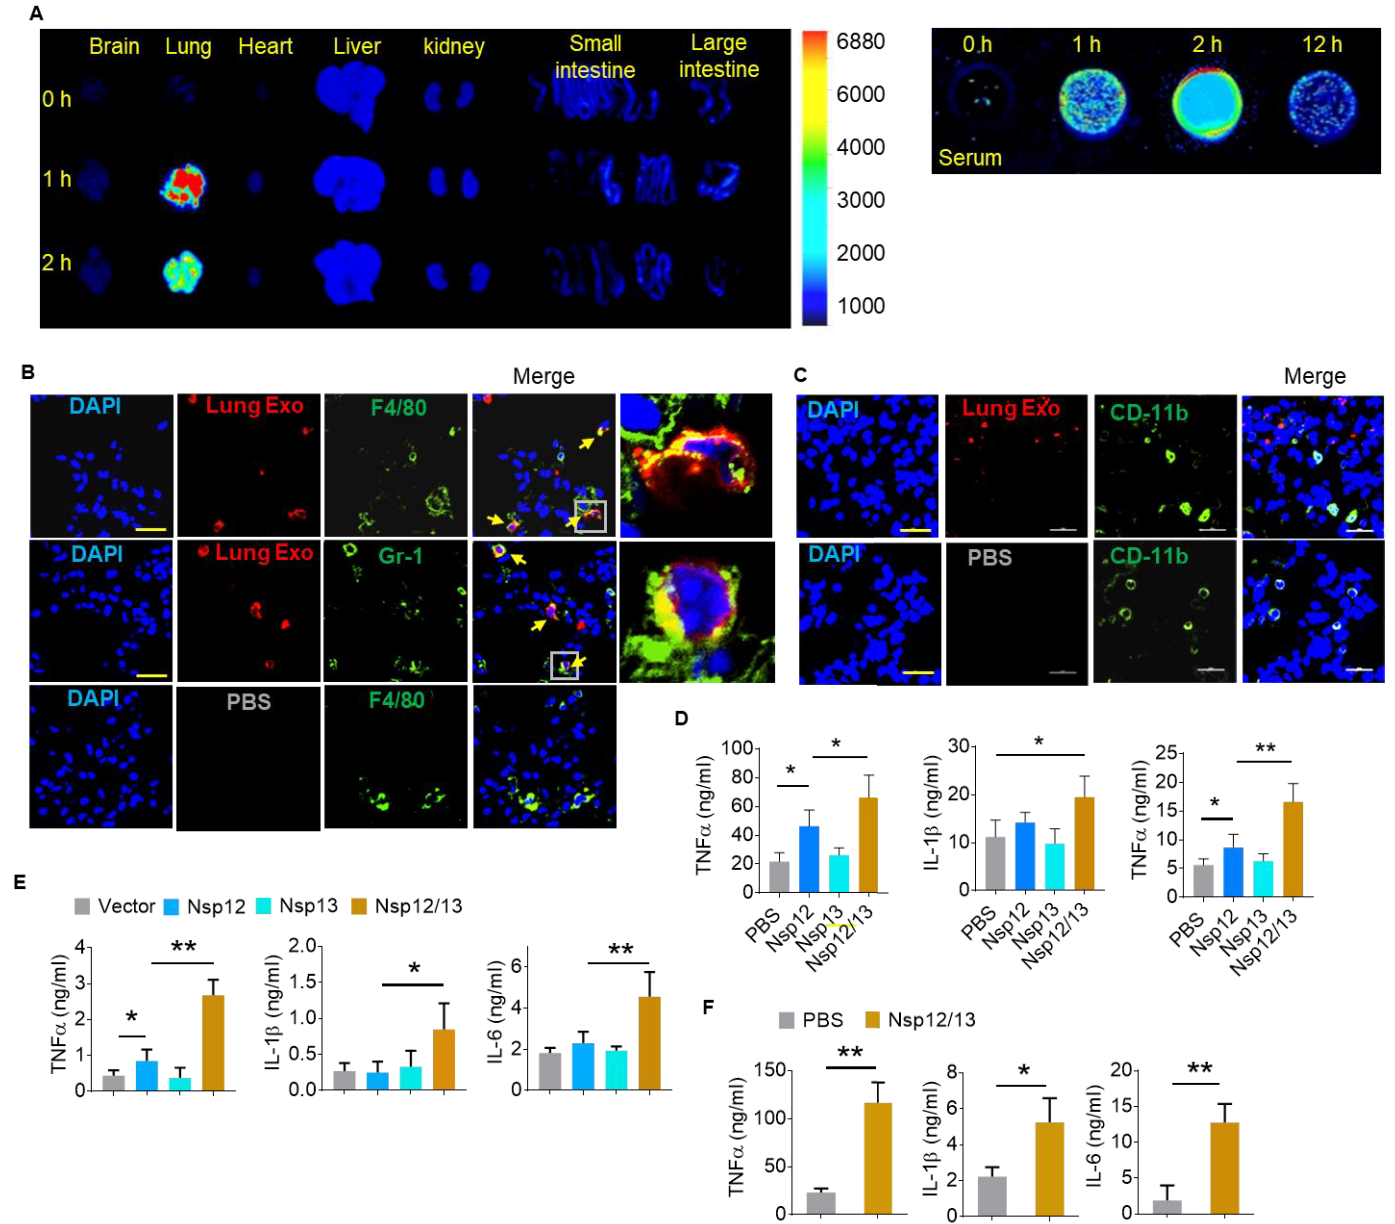 A
Brain Lung Heart Liver kidney Small intestine Large intestine
0 h
1 h
2 h
6880
6000
4000
3000
2000
1000
0 h 1 h 2 h 12 h
Serum
B
Merge
DAPI Lung Exo F4/80
DAPI Lung Exo Gr-1
DAPI PBS F4/80
C
Merge
DAPI Lung Exo CD-11b
DAPI PBS CD-11b
D
TNFα (ng/ml)
100
80
60
40
20
0
* *
PBS Nsp12 Nsp13 Nsp12/13
IL-1β (ng/ml)
30
20
10
0
*
PBS Nsp12 Nsp13 Nsp12/13
TNFα (ng/ml)
25
20
15
10
5
0
* **
PBS Nsp12 Nsp13 Nsp12/13
E
Vector Nsp12 Nsp13 Nsp12/13
TNFα (ng/ml)
4
3
2
1
0
* **
IL-1β (ng/ml)
2.0
1.5
1.0
0.5
0.0
*
IL-6 (ng/ml)
6
4
2
0
**
F
PBS Nsp12/13
TNFα (ng/ml)
150
100
50
0
**
IL-1β (ng/ml)
8
6
4
2
0
*
IL-6 (ng/ml)
20
15
10
5
0
**